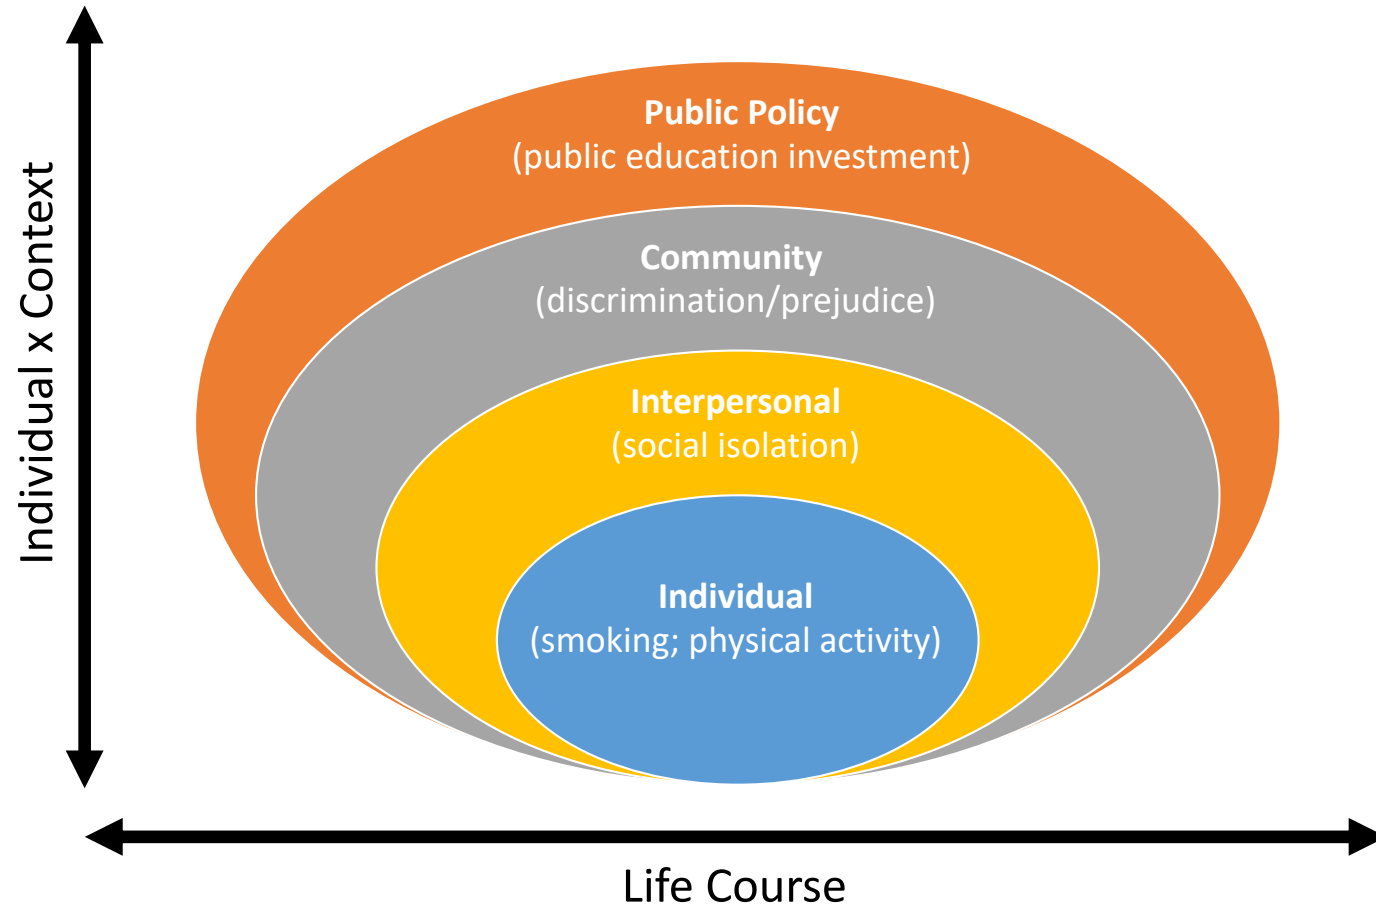 Public Policy
(public education investment)
Community
(discrimination/prejudice)
Interpersonal
(social isolation)
Individual
(smoking; physical activity)
Individual x Context
Life Course